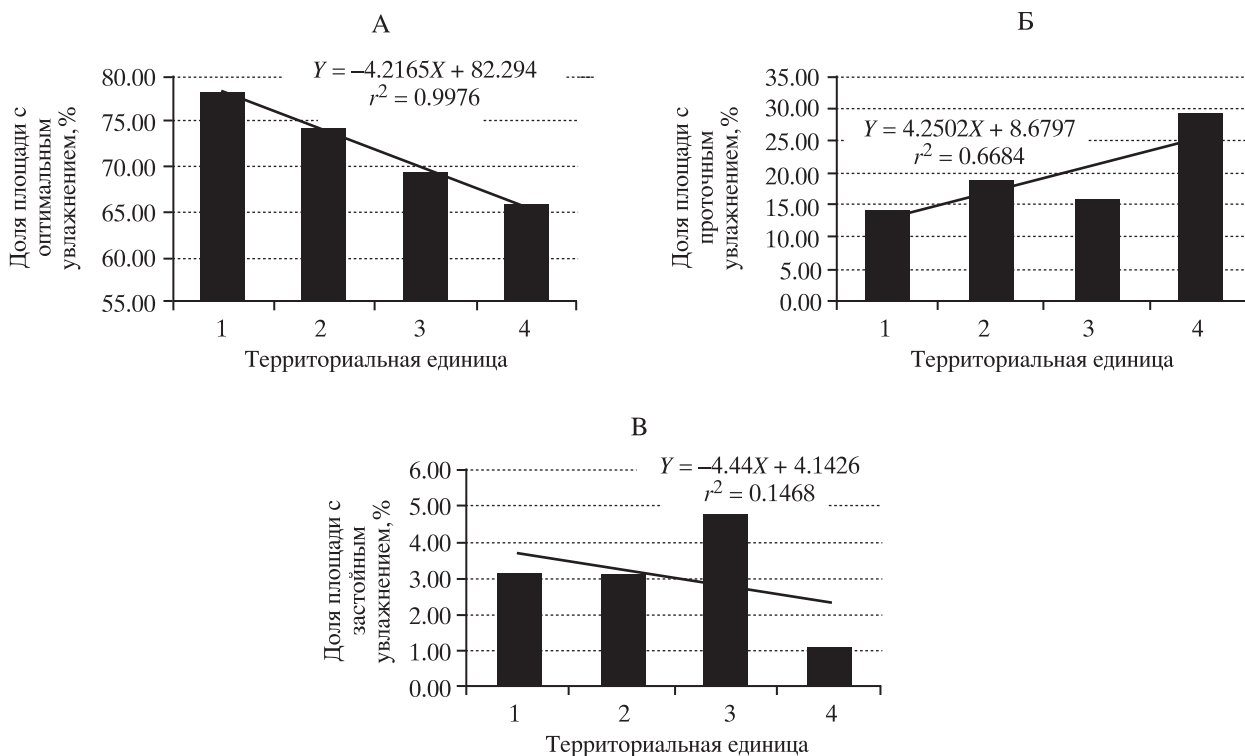 А
Y = –4.2165X + 82.294
r² = 0.9976
Доля площади с
оптимальным
увлажнением,%
80.00
75.00
70.00
65.00
60.00
55.00
1 2 3 4
Территориальная единица
Б
Y = 4.2502X + 8.6797
r² = 0.6684
Доля площади с
проточным
увлажнением,%
35.00
30.00
25.00
20.00
15.00
10.00
5.00
0.00
1 2 3 4
Территориальная единица
В
Y = –4.44X + 4.1426
r² = 0.1468
Доля площади с
застойным
увлажнением,%
6.00
5.00
4.00
3.00
2.00
1.00
0.00
1 2 3 4
Территориальная единица